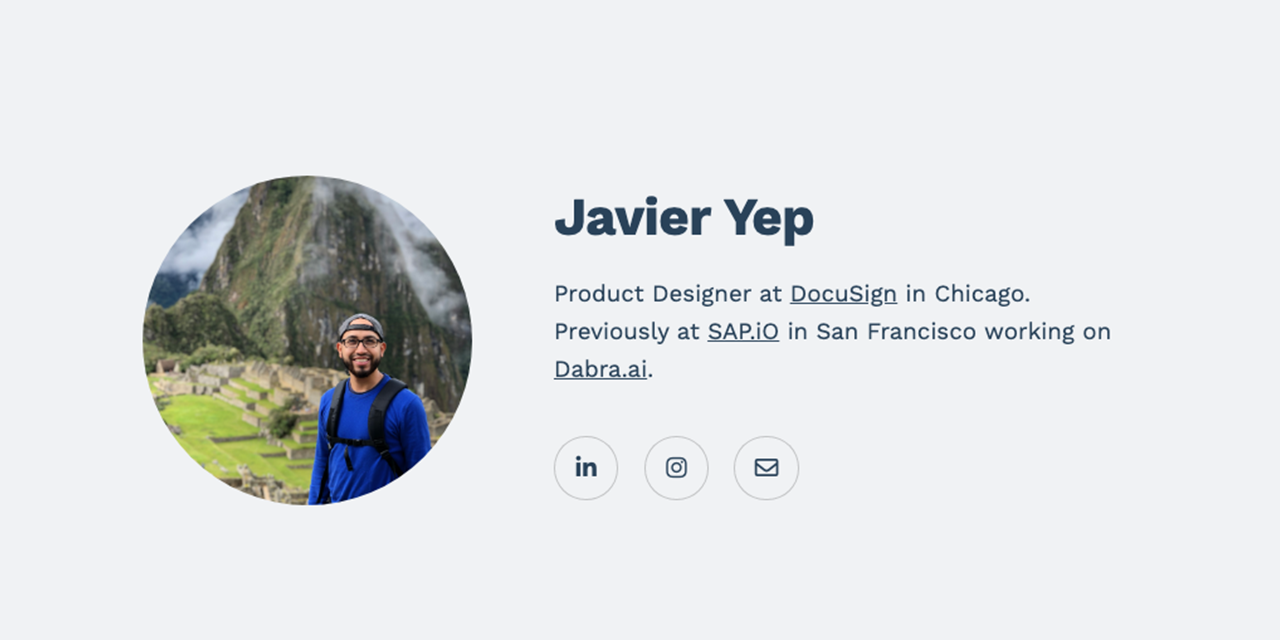 Javier Yep
Product Designer at DocuSign in Chicago.
Previously at SAP.iO in San Francisco working on
Dabra.ai.
in